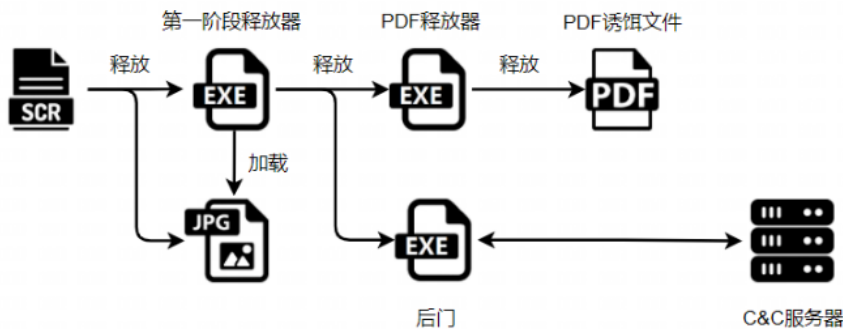 第一阶段释放器
PDF释放器
PDF诱饵文件
释放
释放
释放
SCR
EXE
EXE
PDF
加载
JPG
EXE
后门
C&C服务器